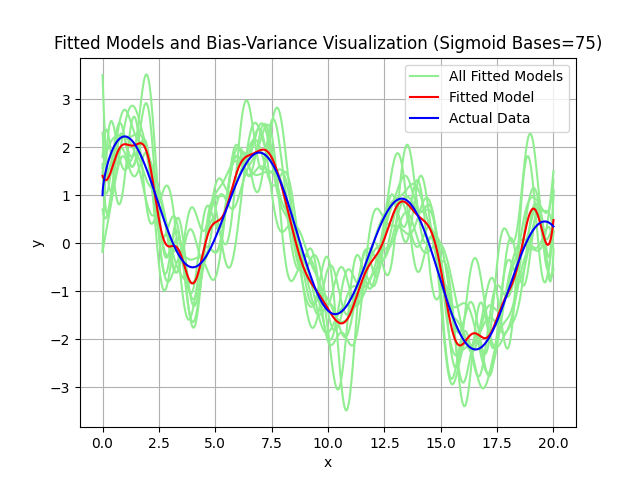 Fitted Models and Bias-Variance Visualization (Sigmoid Bases=75)
All Fitted Models
Fitted Model
Actual Data
y
3
2
1
0
−1
−2
−3
0.0 2.5 5.0 7.5 10.0 12.5 15.0 17.5 20.0
x